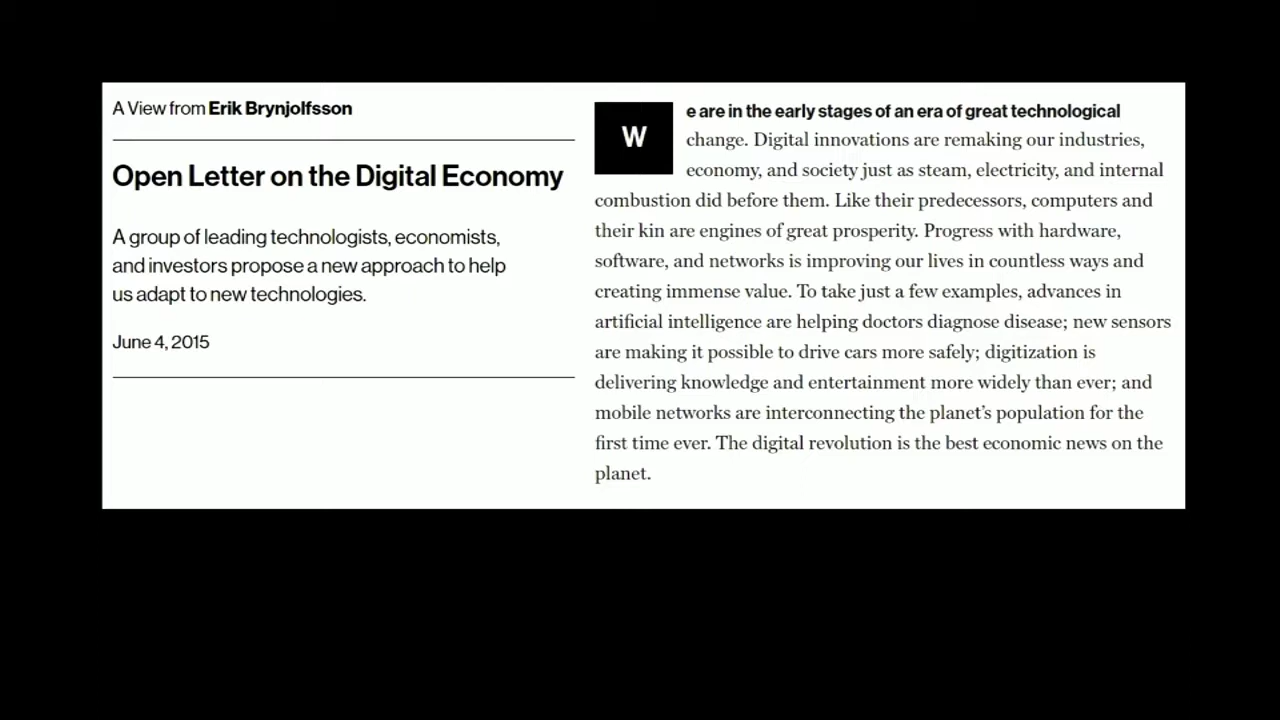 A View from Erik Brynjolfsson
Open Letter on the Digital Economy
A group of leading technologists, economists,
and investors propose a new approach to help
us adapt to new technologies.
June 4, 2015
We are in the early stages of an era of great technological
change. Digital innovations are remaking our industries,
economy, and society just as steam, electricity, and internal
combustion did before them. Like their predecessors, computers and
their kin are engines of great prosperity. Progress with hardware,
software, and networks is improving our lives in countless ways and
creating immense value. To take just a few examples, advances in
artificial intelligence are helping doctors diagnose disease; new sensors
are making it possible to drive cars more safely; digitization is
delivering knowledge and entertainment more widely than ever; and
mobile networks are interconnecting the planet's population for the
first time ever. The digital revolution is the best economic news on the
planet.